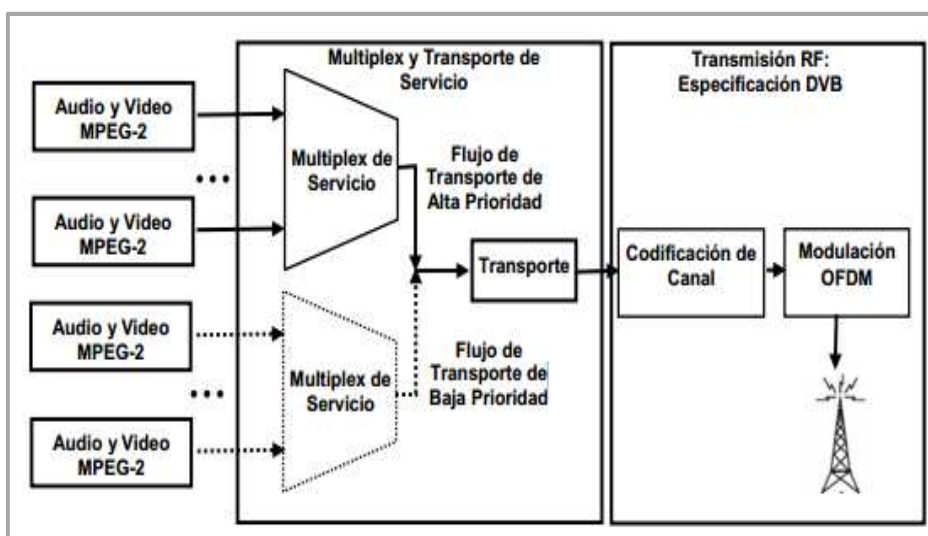 Multiplex y Transporte de
Servicio
Transmisión RF:
Especificación DVB
Audio y Video
MPEG-2
Audio y Video
MPEG-2
Audio y Video
MPEG-2
Audio y Video
MPEG-2
Multiplex de
Servicio
Multiplex de
Servicio
Flujo de
Transporte de
Alta Prioridad
Transporte
Flujo de
Transporte de
Baja Prioridad
Codificación de
Canal
Modulación
OFDM